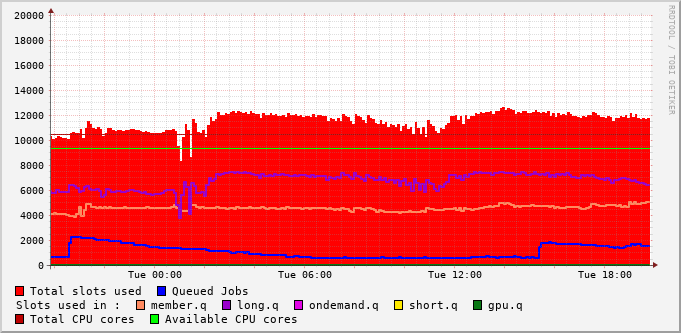 20000
18000
16000
14000
12000
10000
8000
6000
4000
2000
0
Tue 00:00 Tue 06:00 Tue 12:00 Tue 18:00
Total slots used Queued Jobs
Slots used in : member.q long.q ondemand.q short.q gpu.q
Total CPU cores Available CPU cores
RRDTOOL / TOBI OETIKER